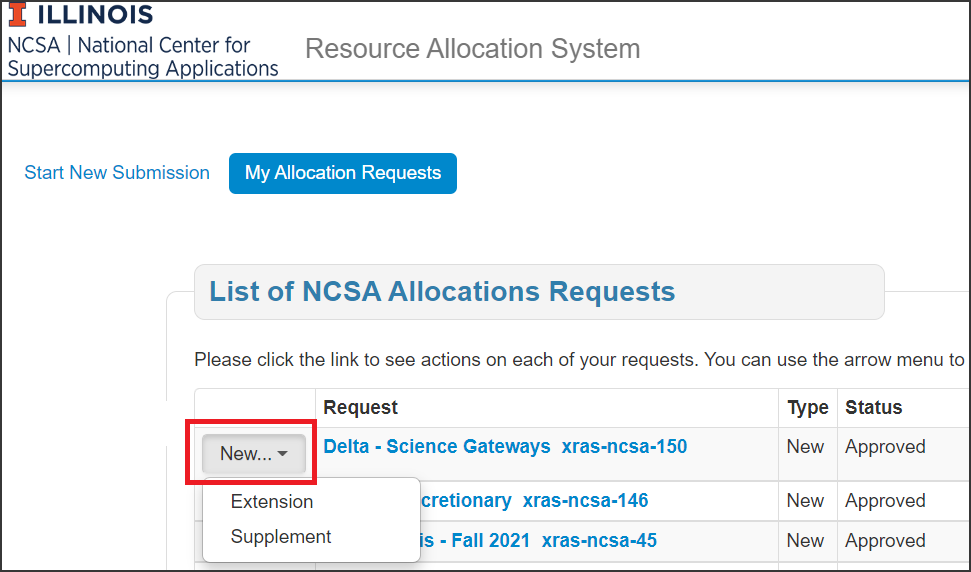 ILLINOIS
NCSA | National Center for
Supercomputing Applications
Resource Allocation System
Start New Submission
My Allocation Requests
List of NCSA Allocations Requests
Please click the link to see actions on each of your requests. You can use the arrow menu to
Request Type Status
New... Delta - Science Gateways xras-ncsa-150 New Approved
Extension
cretionary xras-ncsa-146 New Approved
Supplement
is - Fall 2021 xras-ncsa-45 New Approved